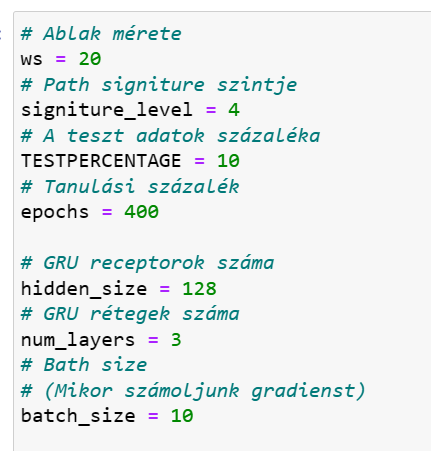 # Ablak mérete
ws = 20
# Path signiture szintje
signiture_level = 4
# A teszt adatok százaléka
TESTPERCENTAGE = 10
# Tanulási százalék
epochs = 400
# GRU receptorok száma
hidden_size = 128
# GRU rétegek száma
num_layers = 3
# Bath size
# (Mikor számoljunk gradienst)
batch_size = 10